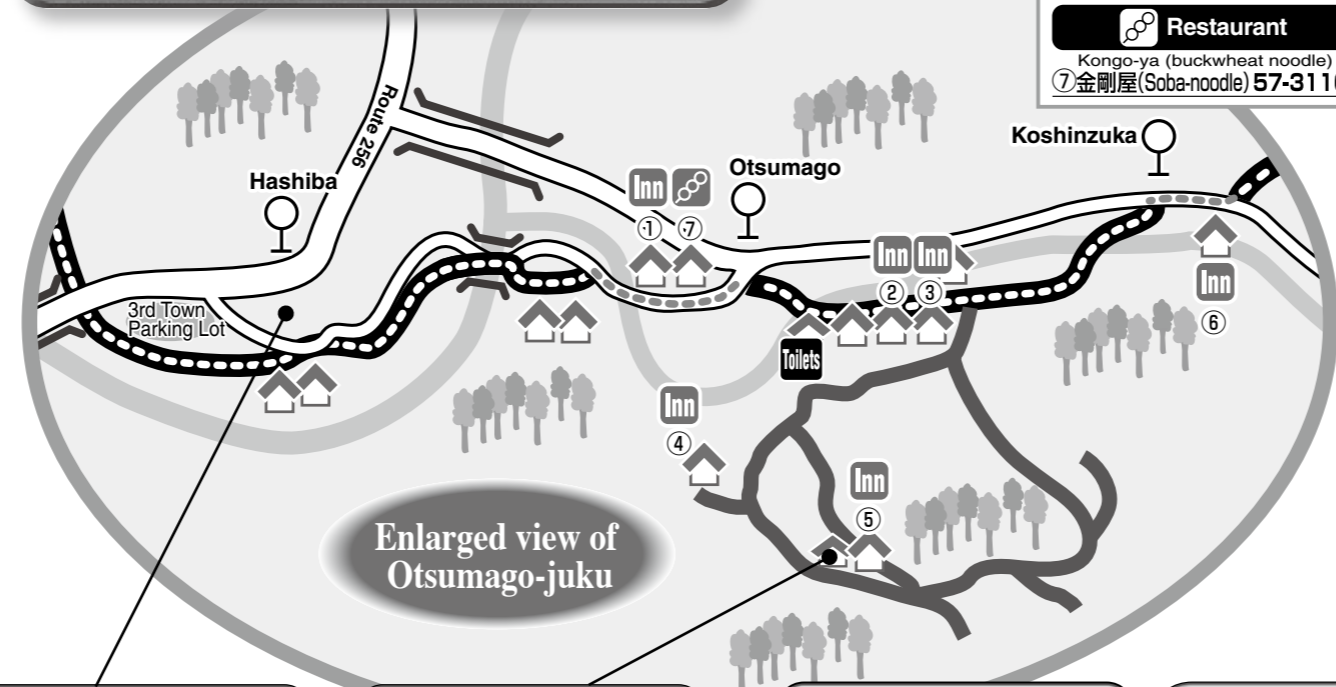 Restaurant
Kongo-ya (buckwheat noodle)
⑦金剛屋(Soba-noodle) 57-311
Koshinzuka
Route 256
Hashiba
Otsumago
Inn
①
⑦
Inn
②
Inn
③
Inn
⑥
3rd Town
Parking Lot
Toilets
Inn
④
Inn
⑤
Enlarged view of
Otsumago-juku